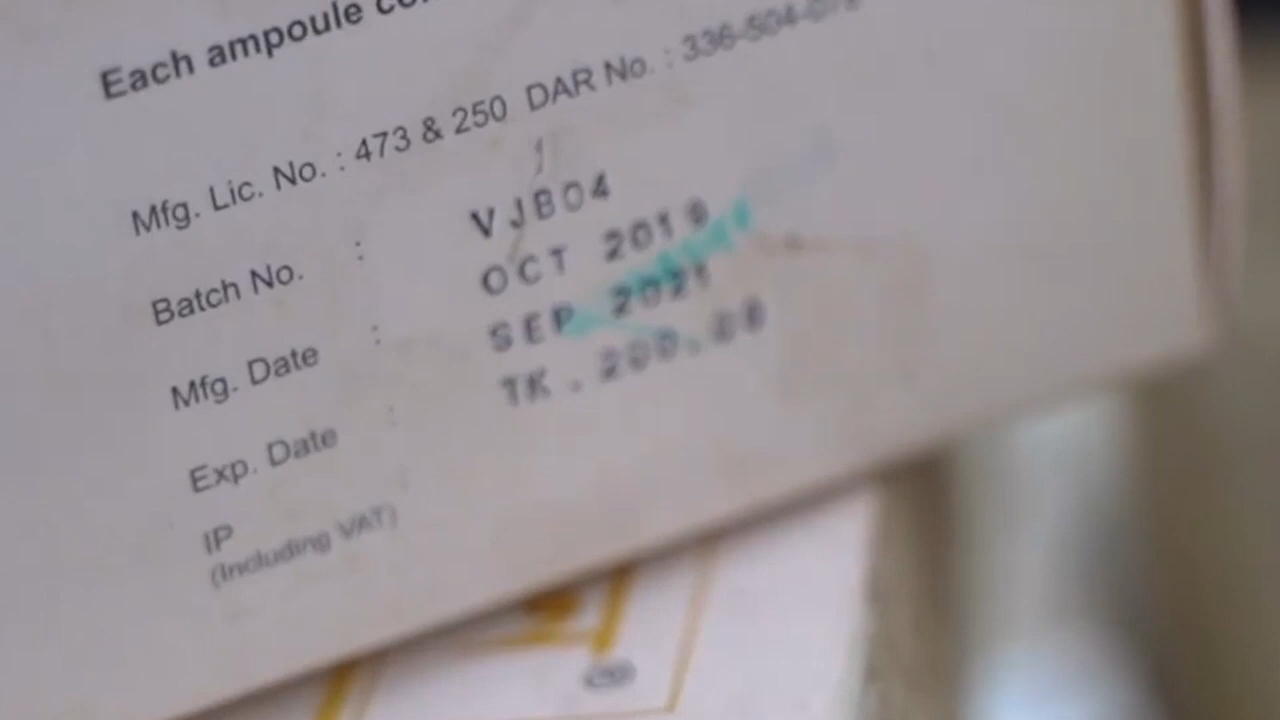 Each ampoule
Mfg. Lic. No. : 473 & 250 DAR No. : 336-504-
Batch No. : VJB04
Mfg. Date : OCT 2019
Exp. Date : SEP 2021
IP TK. 200.00
(Including VAT)